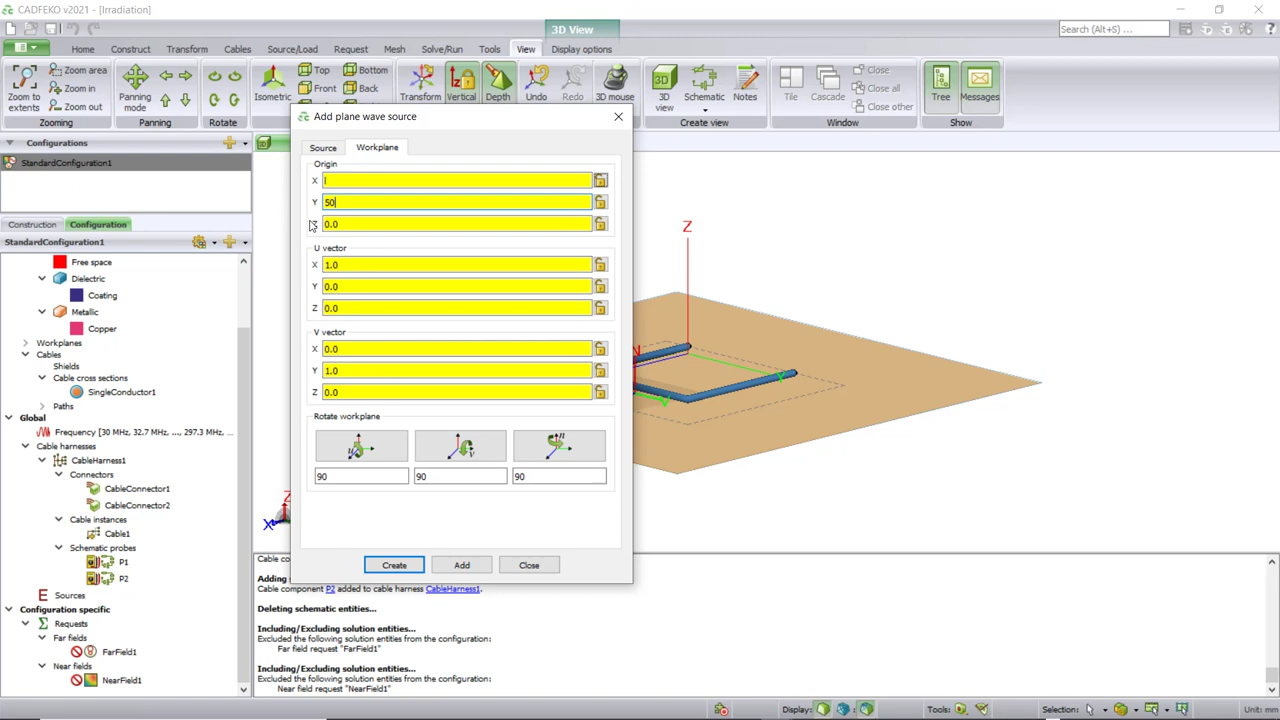 CADFEKO v2021 - [Irradiation]
3D View
Search (Alt+S) ...
Home Construct Transform Cables Source/Load Request Mesh Solve/Run Tools View Display options
Zoom to extents
Zoom area
Zoom in
Zoom out
Zooming
Panning mode
Panning
Rotate
Isometric
Top
Front
Bottom
Back
Transform
Vertical
Depth
Undo
Redo
3D mouse
3D view
Schematic
Notes
Create view
Tile
Cascade
Close
Close all
Close other
Window
Tree
Messages
Show
Configurations
StandardConfiguration1
Construction Configuration
StandardConfiguration1
Free space
Dielectric
Coating
Metallic
Copper
Workplanes
Cables
Shields
Cable cross sections
SingleConductor1
Paths
Global
Frequency [30 MHz, 32.7 MHz, ..., 297.3 MHz, ...
Cable harnesses
CableHarness1
Connectors
CableConnector1
CableConnector2
Cable instances
Cable1
Schematic probes
P1
P2
Sources
Configuration specific
Requests
Far fields
FarField1
Near fields
NearField1
Add plane wave source
Source Workplane
Origin
X l
Y 50
0.0
U vector
X 1.0
Y 0.0
Z 0.0
V vector
X 0.0
Y 1.0
Z 0.0
Rotate workplane
90 90 90
Create Add Close
Z
Y
X
Cable component P2 added to cable harness CableHarness1.
Deleting schematic entities...
Including/Excluding solution entities...
Excluded the following solution entities from the configuration:
Far field request "FarField1"
Including/Excluding solution entities...
Excluded the following solution entities from the configuration:
Near field request "NearField1"
Display: Tools: Selection: Unit: mm